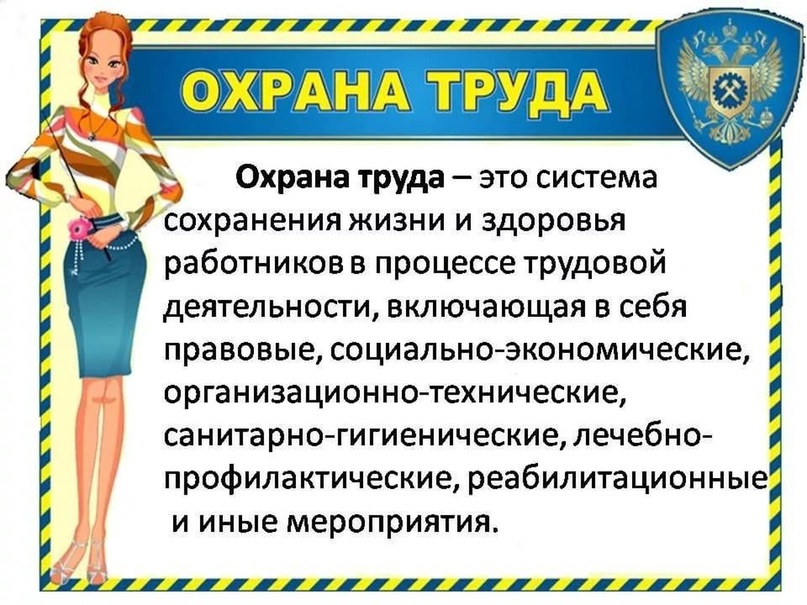 ОХРАНА ТРУДА
Охрана труда – это система
сохранения жизни и здоровья
работников в процессе трудовой
деятельности, включающая в себя
правовые, социально-экономические,
организационно-технические,
санитарно-гигиенические, лечебно-
профилактические, реабилитационные
и иные мероприятия.